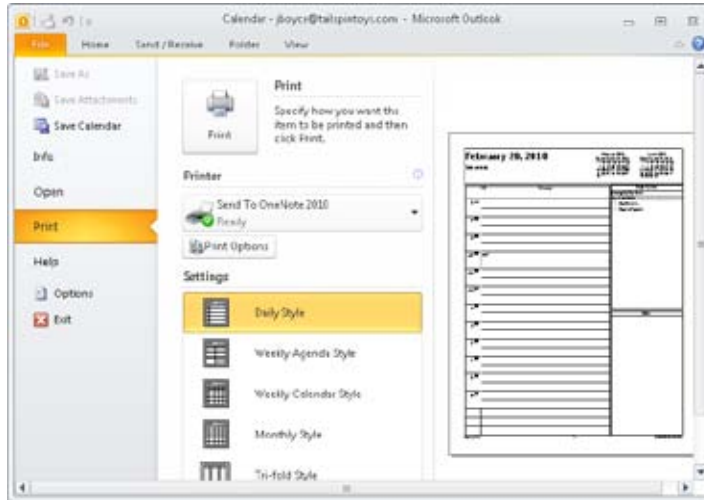 Calendar - jboyce@tailspintoys.com - Microsoft Outlook
File Home Send / Receive Folder View
Save As
Save Attachments
Save Calendar
Info
Open
Print
Help
Options
Exit
Print
Print
Specify how you want the
item to be printed and then
click Print.
Printer
Send To OneNote 2010
Ready
Print Options
Settings
Daily Style
Weekly Agenda Style
Weekly Calendar Style
Monthly Style
Tri-fold Style
February 28, 2010